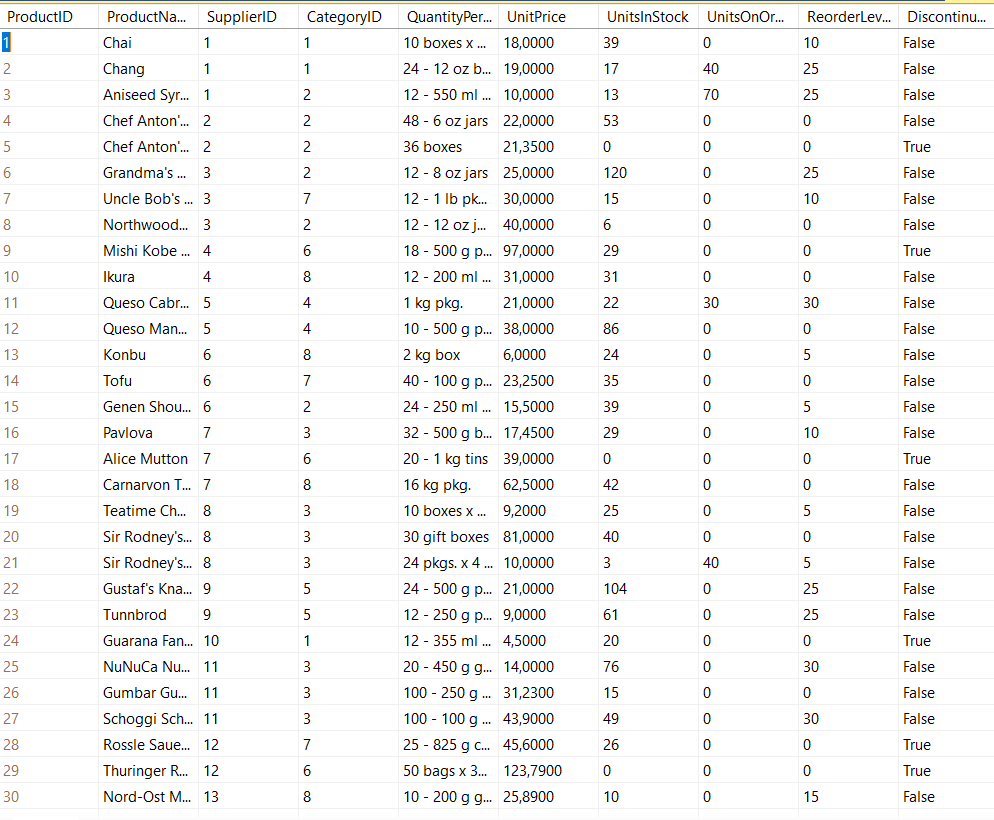 ProductID ProductNa... SupplierID CategoryID QuantityPer... UnitPrice UnitsInStock UnitsOnOr... ReorderLev... Discontinu...
1 Chai 1 1 10 boxes x ... 18,0000 39 0 10 False
2 Chang 1 1 24 - 12 oz b... 19,0000 17 40 25 False
3 Aniseed Syr... 1 2 12 - 550 ml ... 10,0000 13 70 25 False
4 Chef Anton'... 2 2 48 - 6 oz jars 22,0000 53 0 0 False
5 Chef Anton'... 2 2 36 boxes 21,3500 0 0 0 True
6 Grandma's ... 3 2 12 - 8 oz jars 25,0000 120 0 25 False
7 Uncle Bob's ... 3 7 12 - 1 lb pk... 30,0000 15 0 10 False
8 Northwood... 3 2 12 - 12 oz j... 40,0000 6 0 0 False
9 Mishi Kobe ... 4 6 18 - 500 g p... 97,0000 29 0 0 True
10 Ikura 4 8 12 - 200 ml ... 31,0000 31 0 0 False
11 Queso Cabr... 5 4 1 kg pkg. 21,0000 22 30 30 False
12 Queso Man... 5 4 10 - 500 g p... 38,0000 86 0 0 False
13 Konbu 6 8 2 kg box 6,0000 24 0 5 False
14 Tofu 6 7 40 - 100 g p... 23,2500 35 0 0 False
15 Genen Shou... 6 2 24 - 250 ml ... 15,5000 39 0 5 False
16 Pavlova 7 3 32 - 500 g b... 17,4500 29 0 10 False
17 Alice Mutton 7 6 20 - 1 kg tins 39,0000 0 0 0 True
18 Carnarvon T... 7 8 16 kg pkg. 62,5000 42 0 0 False
19 Teatime Ch... 8 3 10 boxes x ... 9,2000 25 0 5 False
20 Sir Rodney's... 8 3 30 gift boxes 81,0000 40 0 0 False
21 Sir Rodney's... 8 3 24 pkgs. x 4 ... 10,0000 3 40 5 False
22 Gustaf's Kna... 9 5 24 - 500 g p... 21,0000 104 0 25 False
23 Tunnbrod 9 5 12 - 250 g p... 9,0000 61 0 25 False
24 Guarana Fan... 10 1 12 - 355 ml ... 4,5000 20 0 0 True
25 NuNuCa Nu... 11 3 20 - 450 g g... 14,0000 76 0 30 False
26 Gumbar Gu... 11 3 100 - 250 g ... 31,2300 15 0 0 False
27 Schoggi Sch... 11 3 100 - 100 g ... 43,9000 49 0 30 False
28 Rossle Saue... 12 7 25 - 825 g c... 45,6000 26 0 0 True
29 Thuringer R... 12 6 50 bags x 3... 123,7900 0 0 0 True
30 Nord-Ost M... 13 8 10 - 200 g g... 25,8900 10 0 15 False